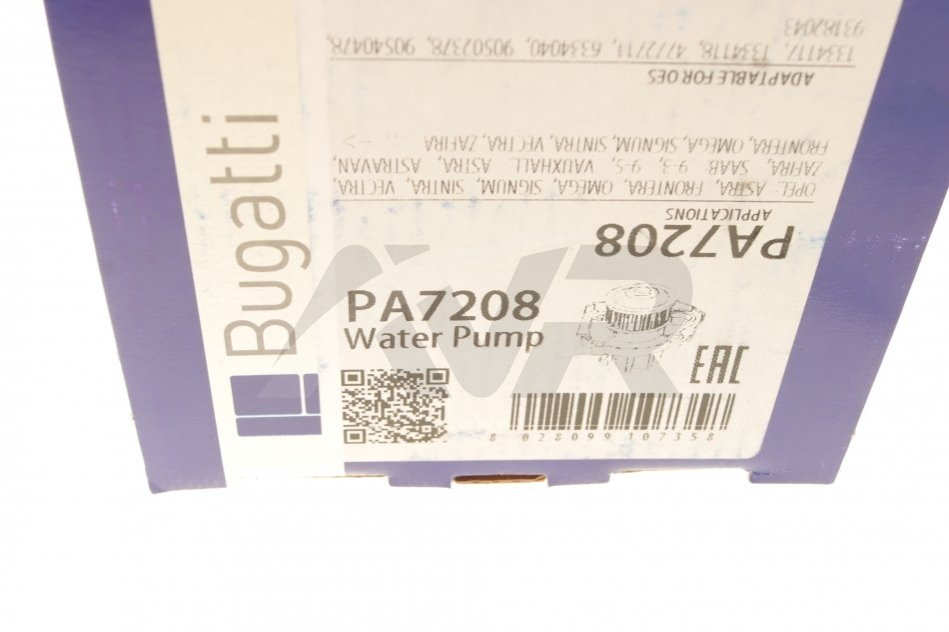 Bugatti
PA7208
Water Pump
EAC
8 028099 107358
PA7208
APPLICATIONS
OPEL: ASTRA, FRONTERA, OMEGA, SIGNUM, SINTRA, VECTRA,
ZAFIRA, SAAB: 9-3, 9-5, VAUXHALL: ASTRA, ASTRAVAN,
FRONTERA, OMEGA, SIGNUM, SINTRA, VECTRA, ZAFIRA
ADAPTABLE FOR OES
1334117, 1334118, 4772711, 6334040, 90502378, 90540478,
93182043
AVR